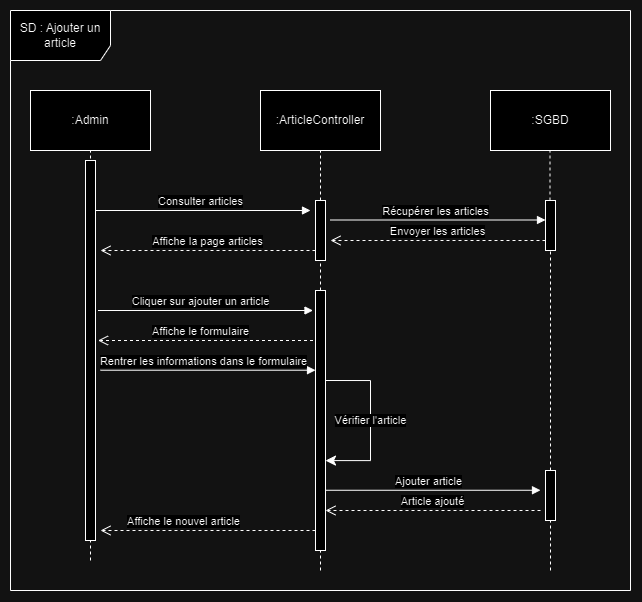 SD : Ajouter un
article
:Admin
:ArticleController
:SGBD
Consulter articles
Récupérer les articles
Envoyer les articles
Affiche la page articles
Cliquer sur ajouter un article
Affiche le formulaire
Rentrer les informations dans le formulaire
Vérifier l'article
Ajouter article
Article ajouté
Affiche le nouvel article